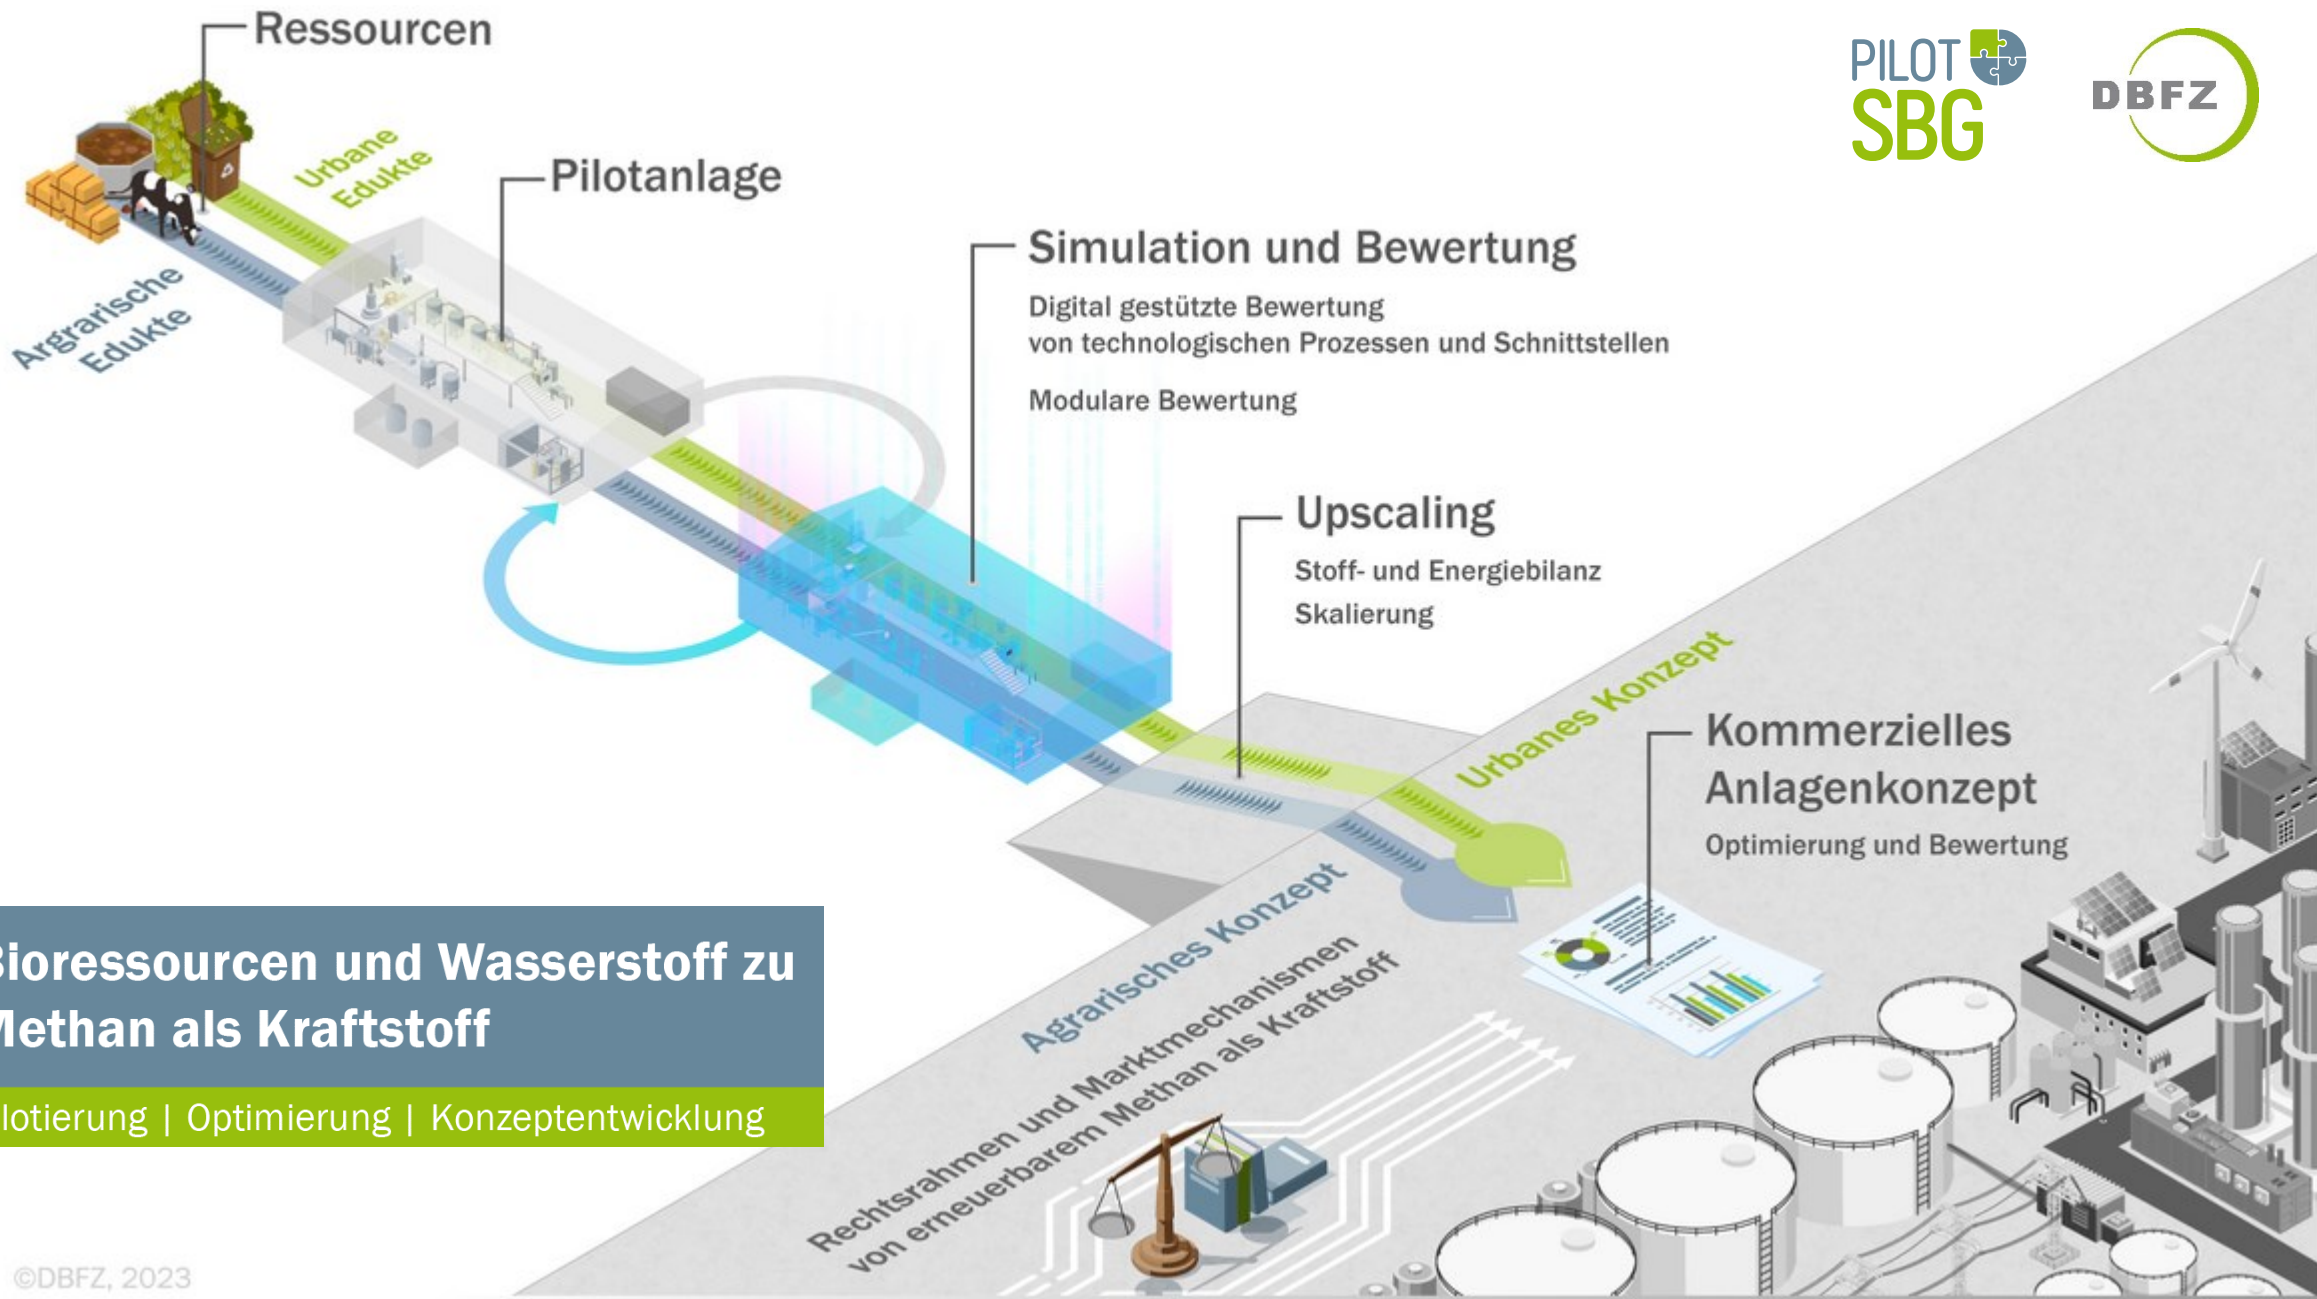 Ressourcen
Urbane
Edukte
Argrarische
Edukte
Pilotanlage
PILOT
SBG
DBFZ
Simulation und Bewertung
Digital gestützte Bewertung
von technologischen Prozessen und Schnittstellen
Modulare Bewertung
Upscaling
Stoff- und Energiebilanz
Skalierung
Urbanes Konzept
Kommerzielles
Anlagenkonzept
Optimierung und Bewertung
Agrarisches Konzept
Rechtsrahmen und Marktmechanismen
von erneuerbarem Methan als Kraftstoff
ioressourcen und Wasserstoff zu
ethan als Kraftstoff
lotierung | Optimierung | Konzeptentwicklung
©DBFZ, 2023